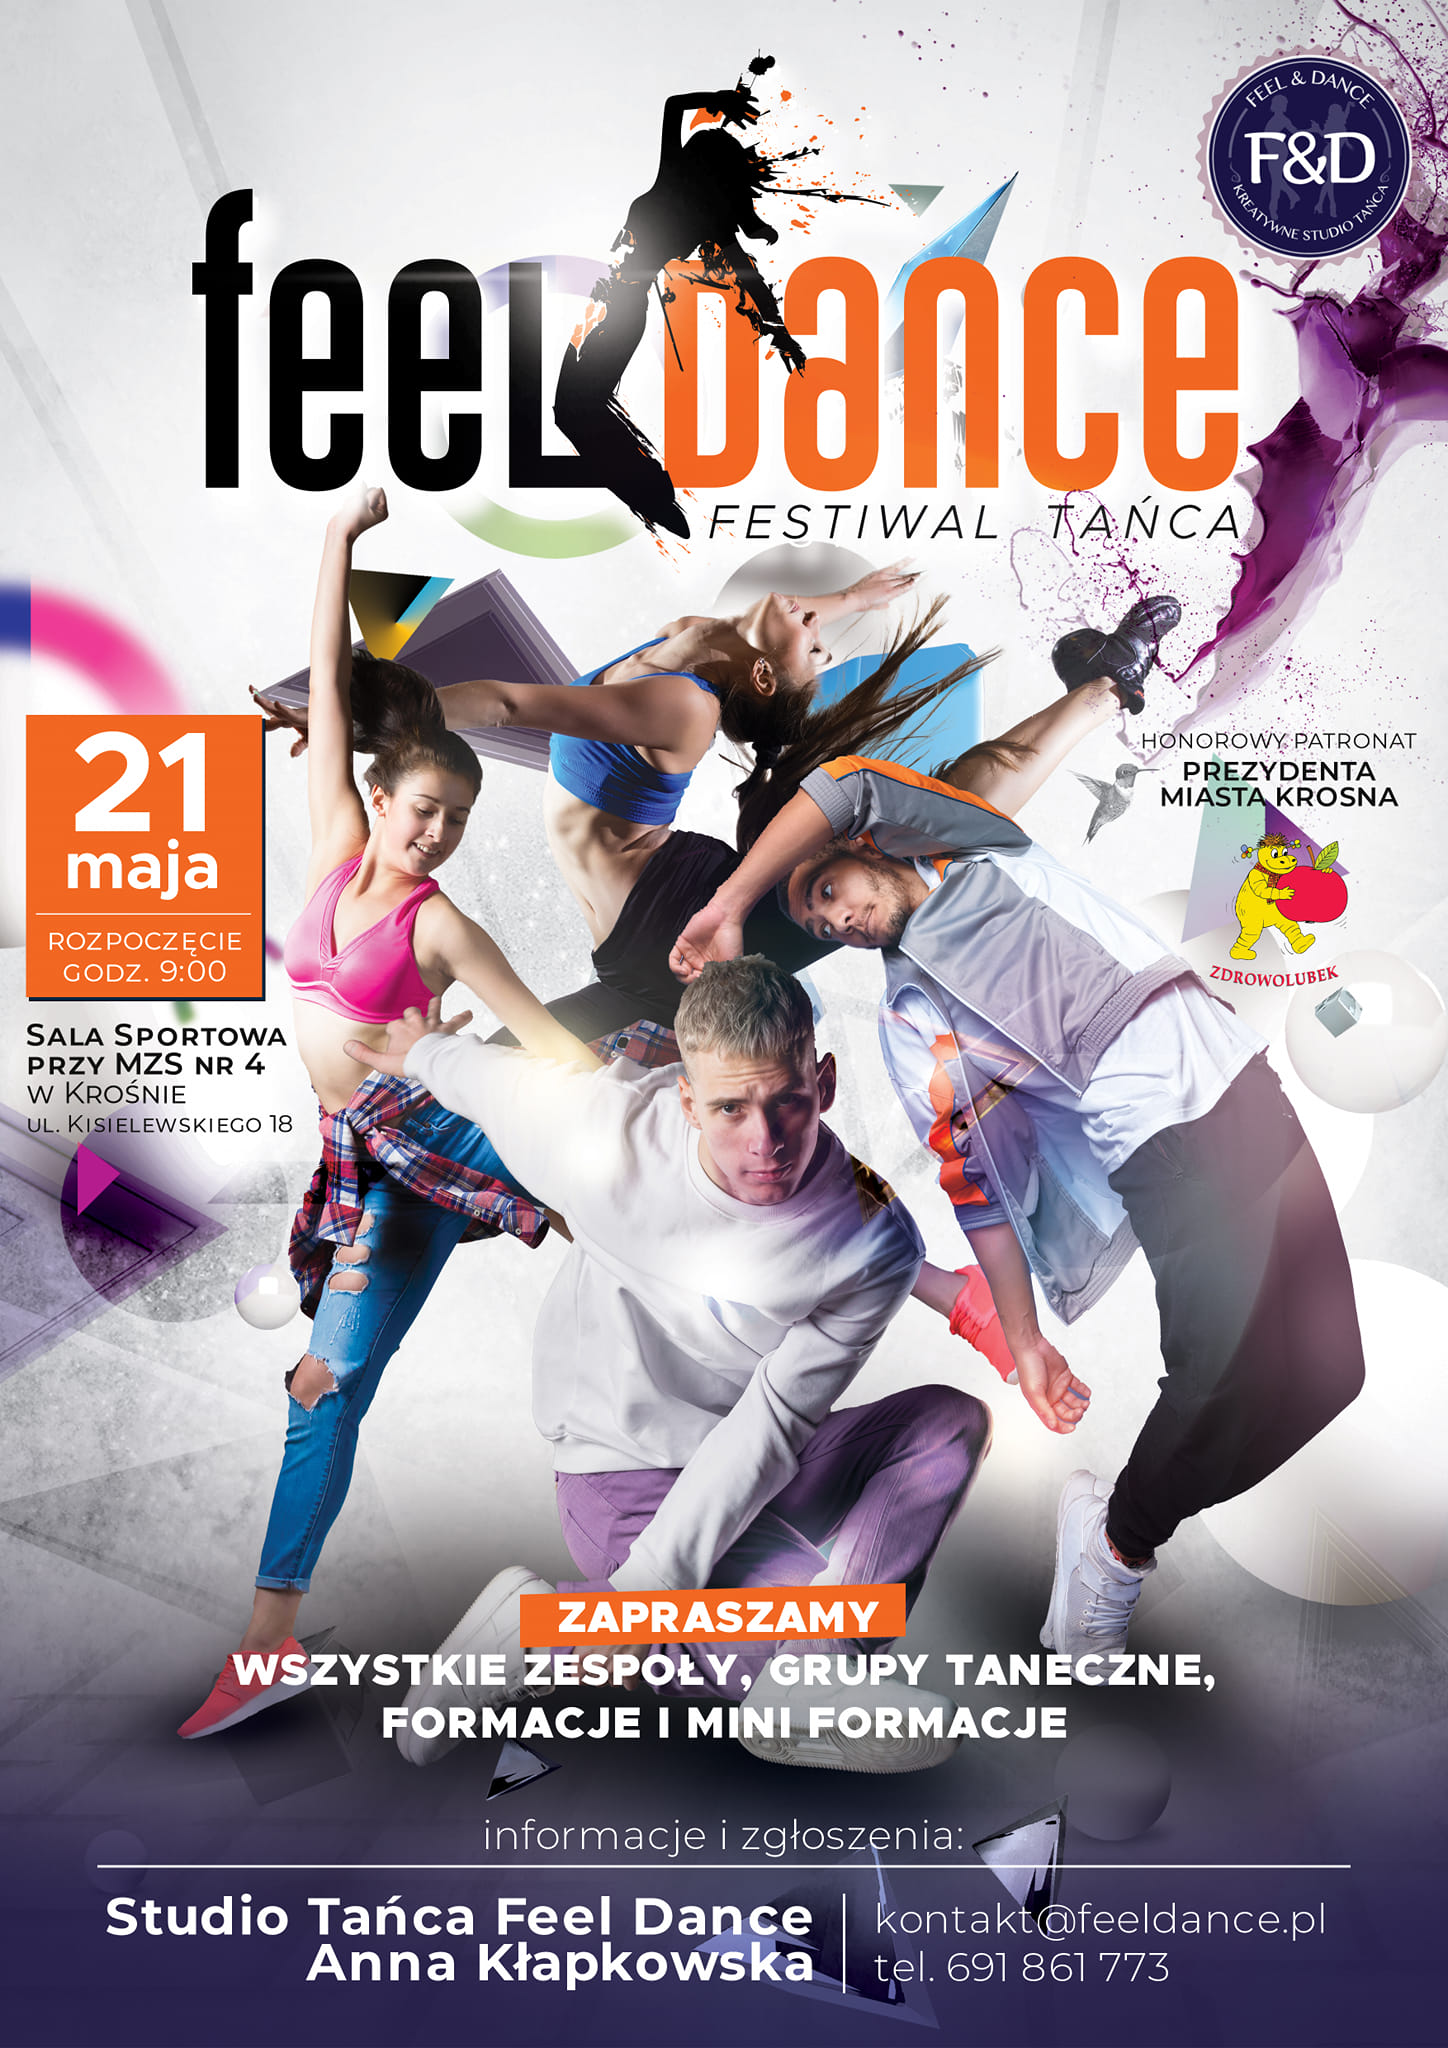 FEEL & DANCE
F&D
KREATYWNE STUDIO TAŃCA
feel Dance
FESTIWAL TAŃCA
21
maja
ROZPOCZĘCIE
GODZ. 9:00
SALA SPORTOWA
PRZY MZS NR 4
W KROŚNIE
UL. KISIELEWSKIEGO 18
HONOROWY PATRONAT
PREZYDENTA
MIASTA KROSNA
ZDROWOLUBEK
ZAPRASZAMY
WSZYSTKIE ZESPOŁY, GRUPY TANECZNE,
FORMACJE I MINI FORMACJE
informacje i zgłoszenia:
Studio Tańca Feel Dance
Anna Kłapkowska
kontakt@feeldance.pl
tel. 691 861 773